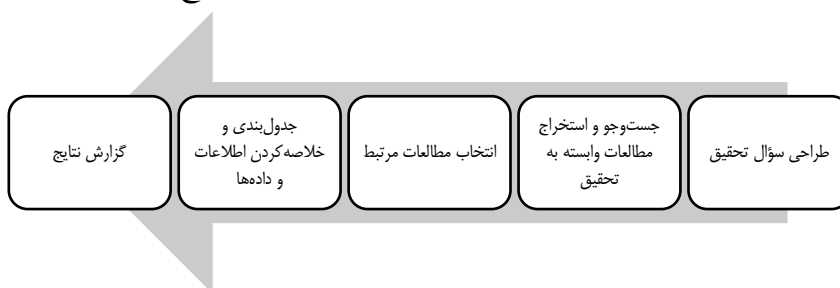 طراحی سؤال تحقیق
جست‌وجو و استخراج
مطالعات وابسته به
تحقیق
انتخاب مطالعات مرتبط
جدول‌بندی و
خلاصه‌کردن اطلاعات
و داده‌ها
گزارش نتایج